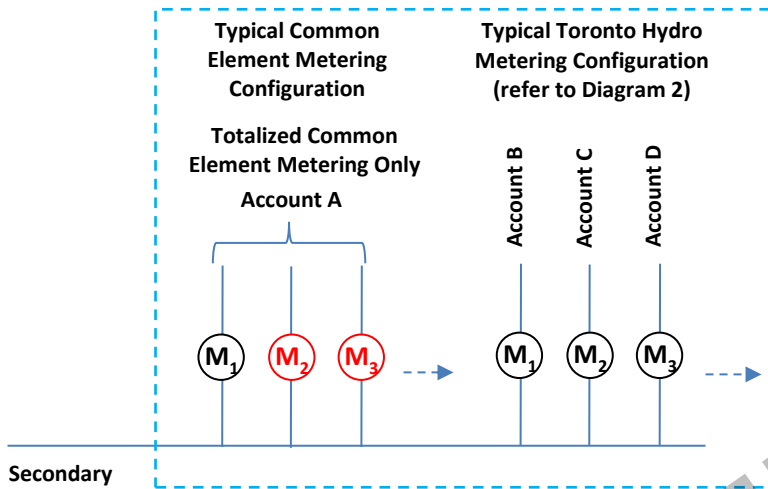 Typical Common
Element Metering
Configuration
Totalized Common
Element Metering Only
Account A
Typical Toronto Hydro
Metering Configuration
(refer to Diagram 2)
Account B
Account C
Account D
M1
M2
M3
M1
M2
M3
Secondary